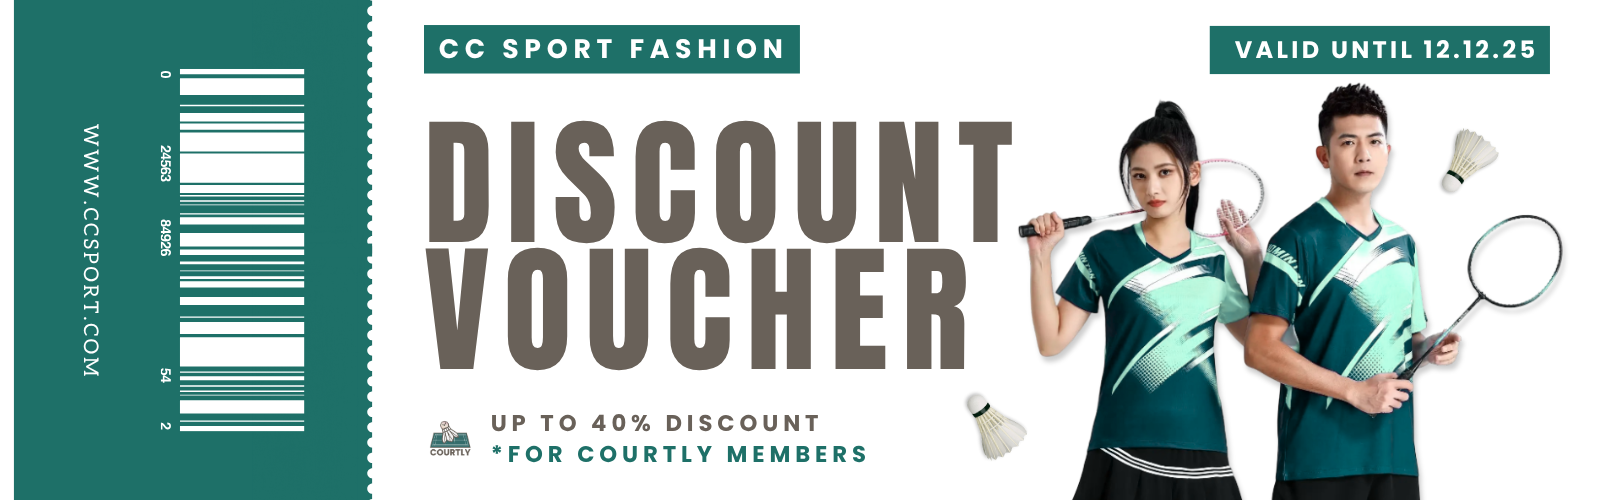 WWW.CCSPORT.COM
0 24563 84926 54 2
CC SPORT FASHION
VALID UNTIL 12.12.25
DISCOUNT
VOUCHER
COURTLY
UP TO 40% DISCOUNT
*FOR COURTLY MEMBERS